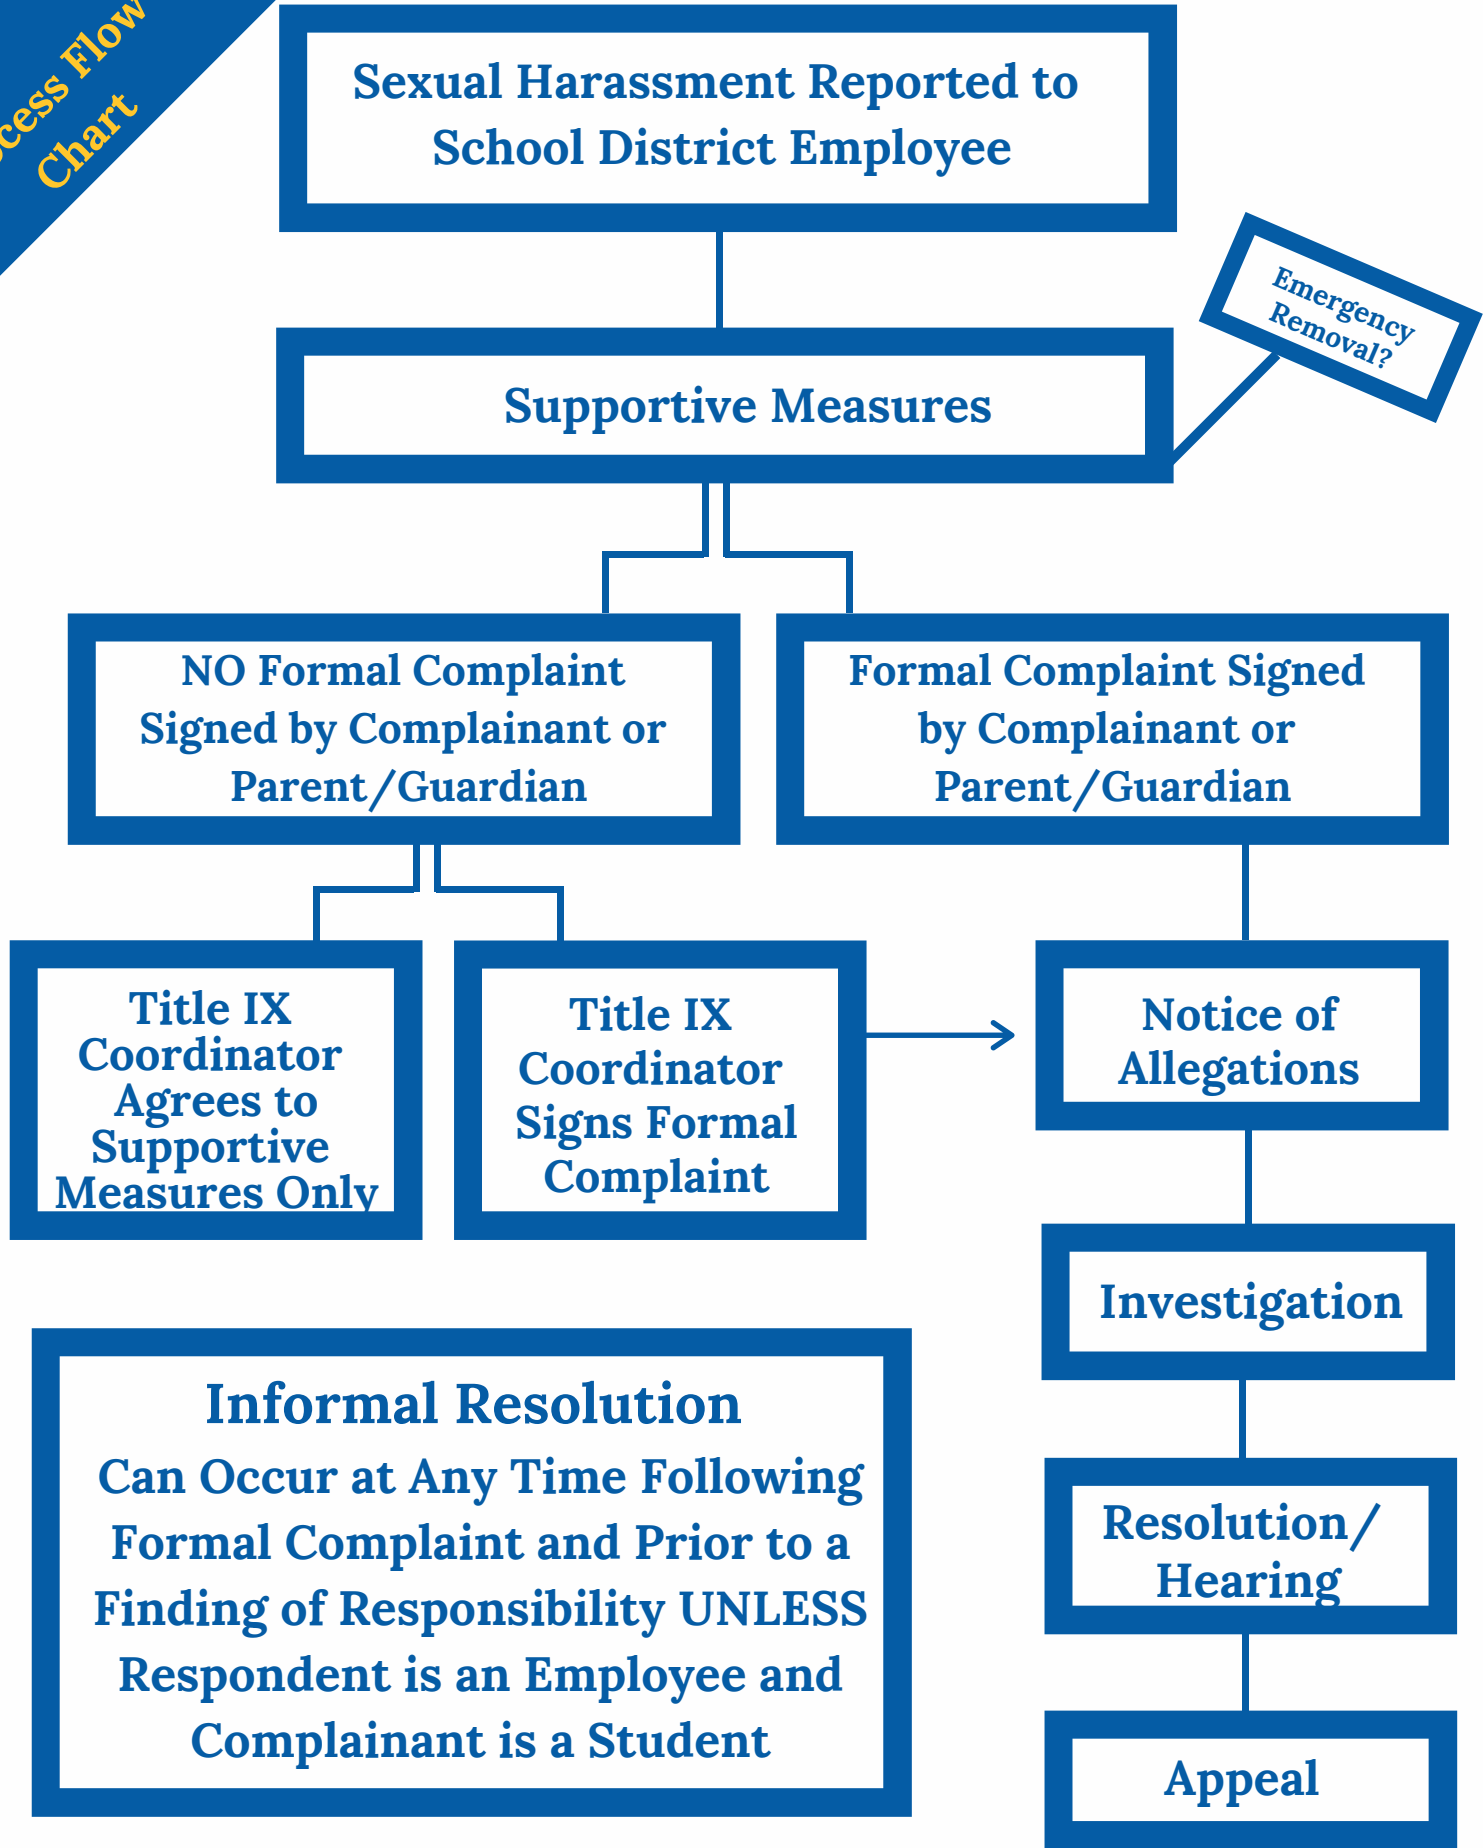 Flow
Chart
Sexual Harassment Reported to
School District Employee
Emergency
Removal?
Supportive Measures
NO Formal Complaint
Signed by Complainant or
Parent/Guardian
Formal Complaint Signed
by Complainant or
Parent/Guardian
Title IX
Coordinator
Agrees to
Supportive
Measures Only
Title IX
Coordinator
Signs Formal
Complaint
Notice of
Allegations
Investigation
Informal Resolution
Can Occur at Any Time Following
Formal Complaint and Prior to a
Finding of Responsibility UNLESS
Respondent is an Employee and
Complainant is a Student
Resolution/
Hearing
Appeal